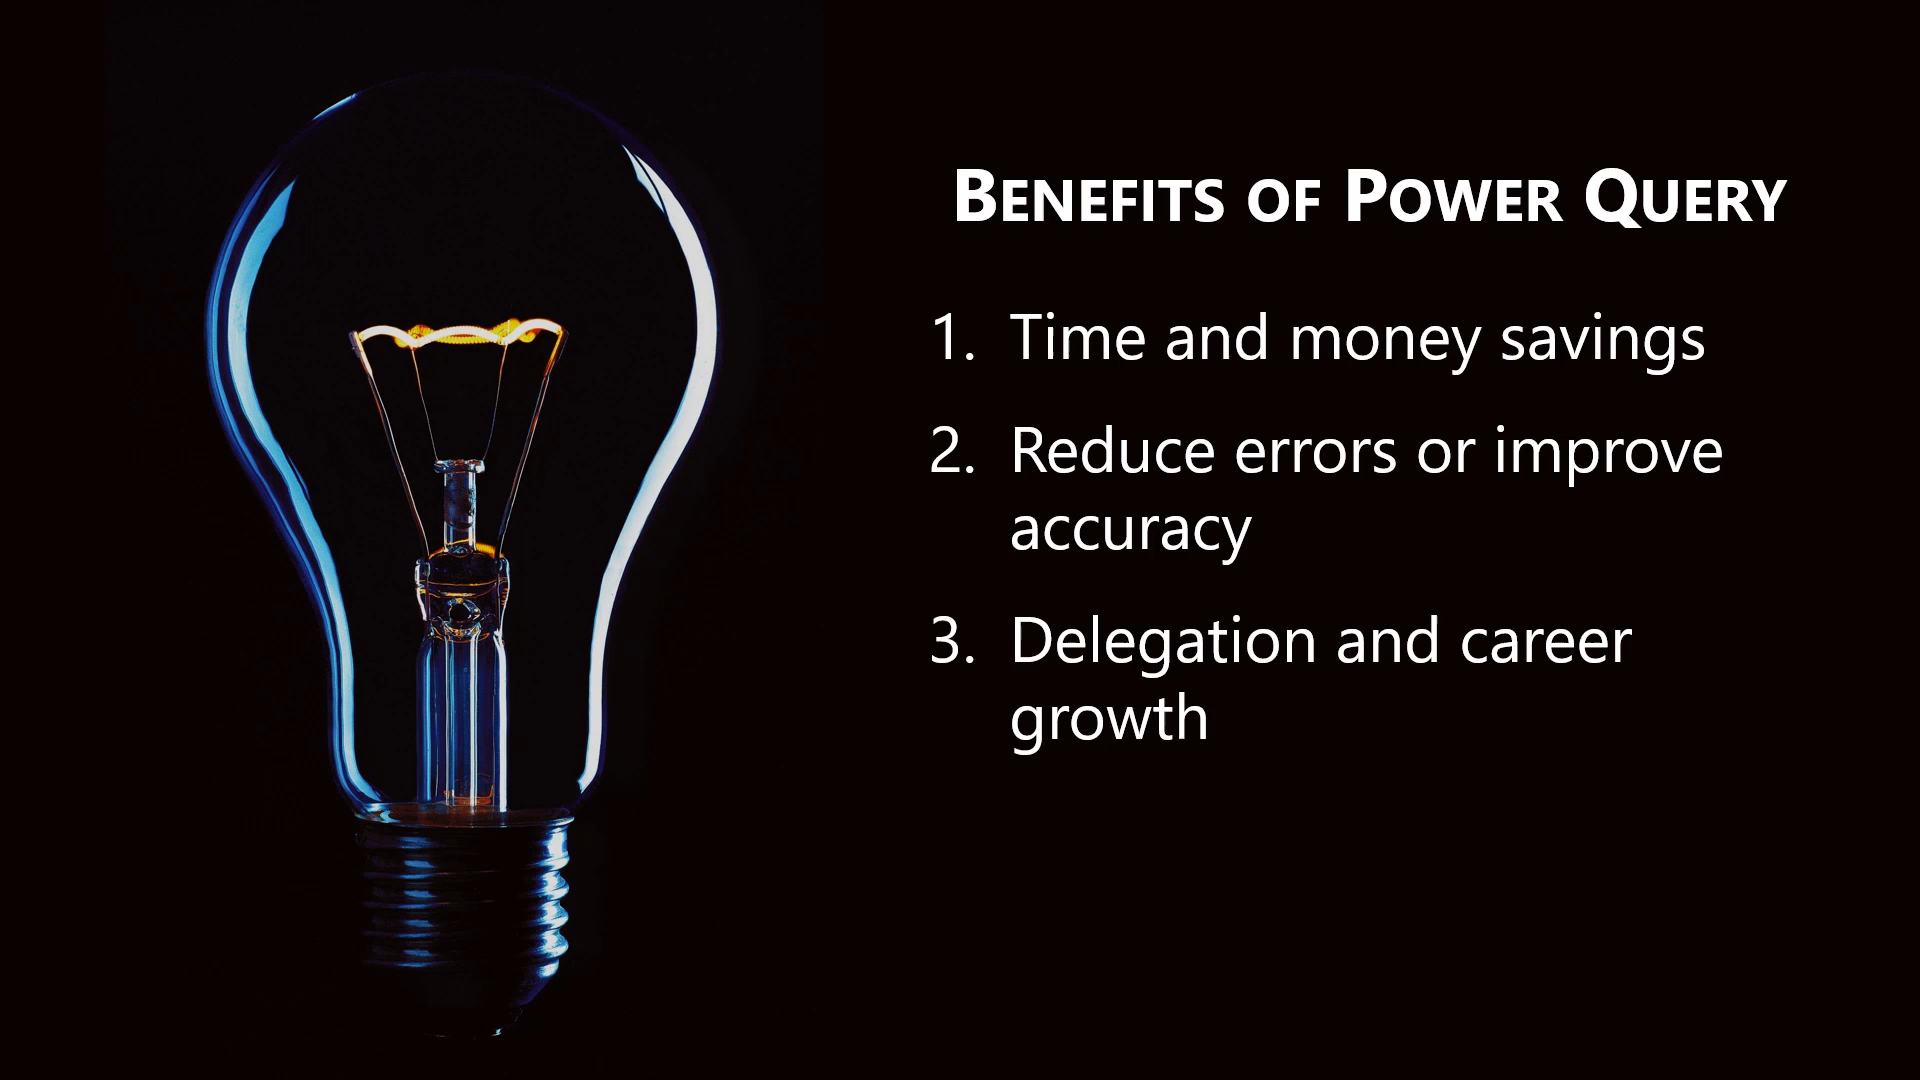 Benefits of Power Query
1. Time and money savings
2. Reduce errors or improve
accuracy
3. Delegation and career
growth